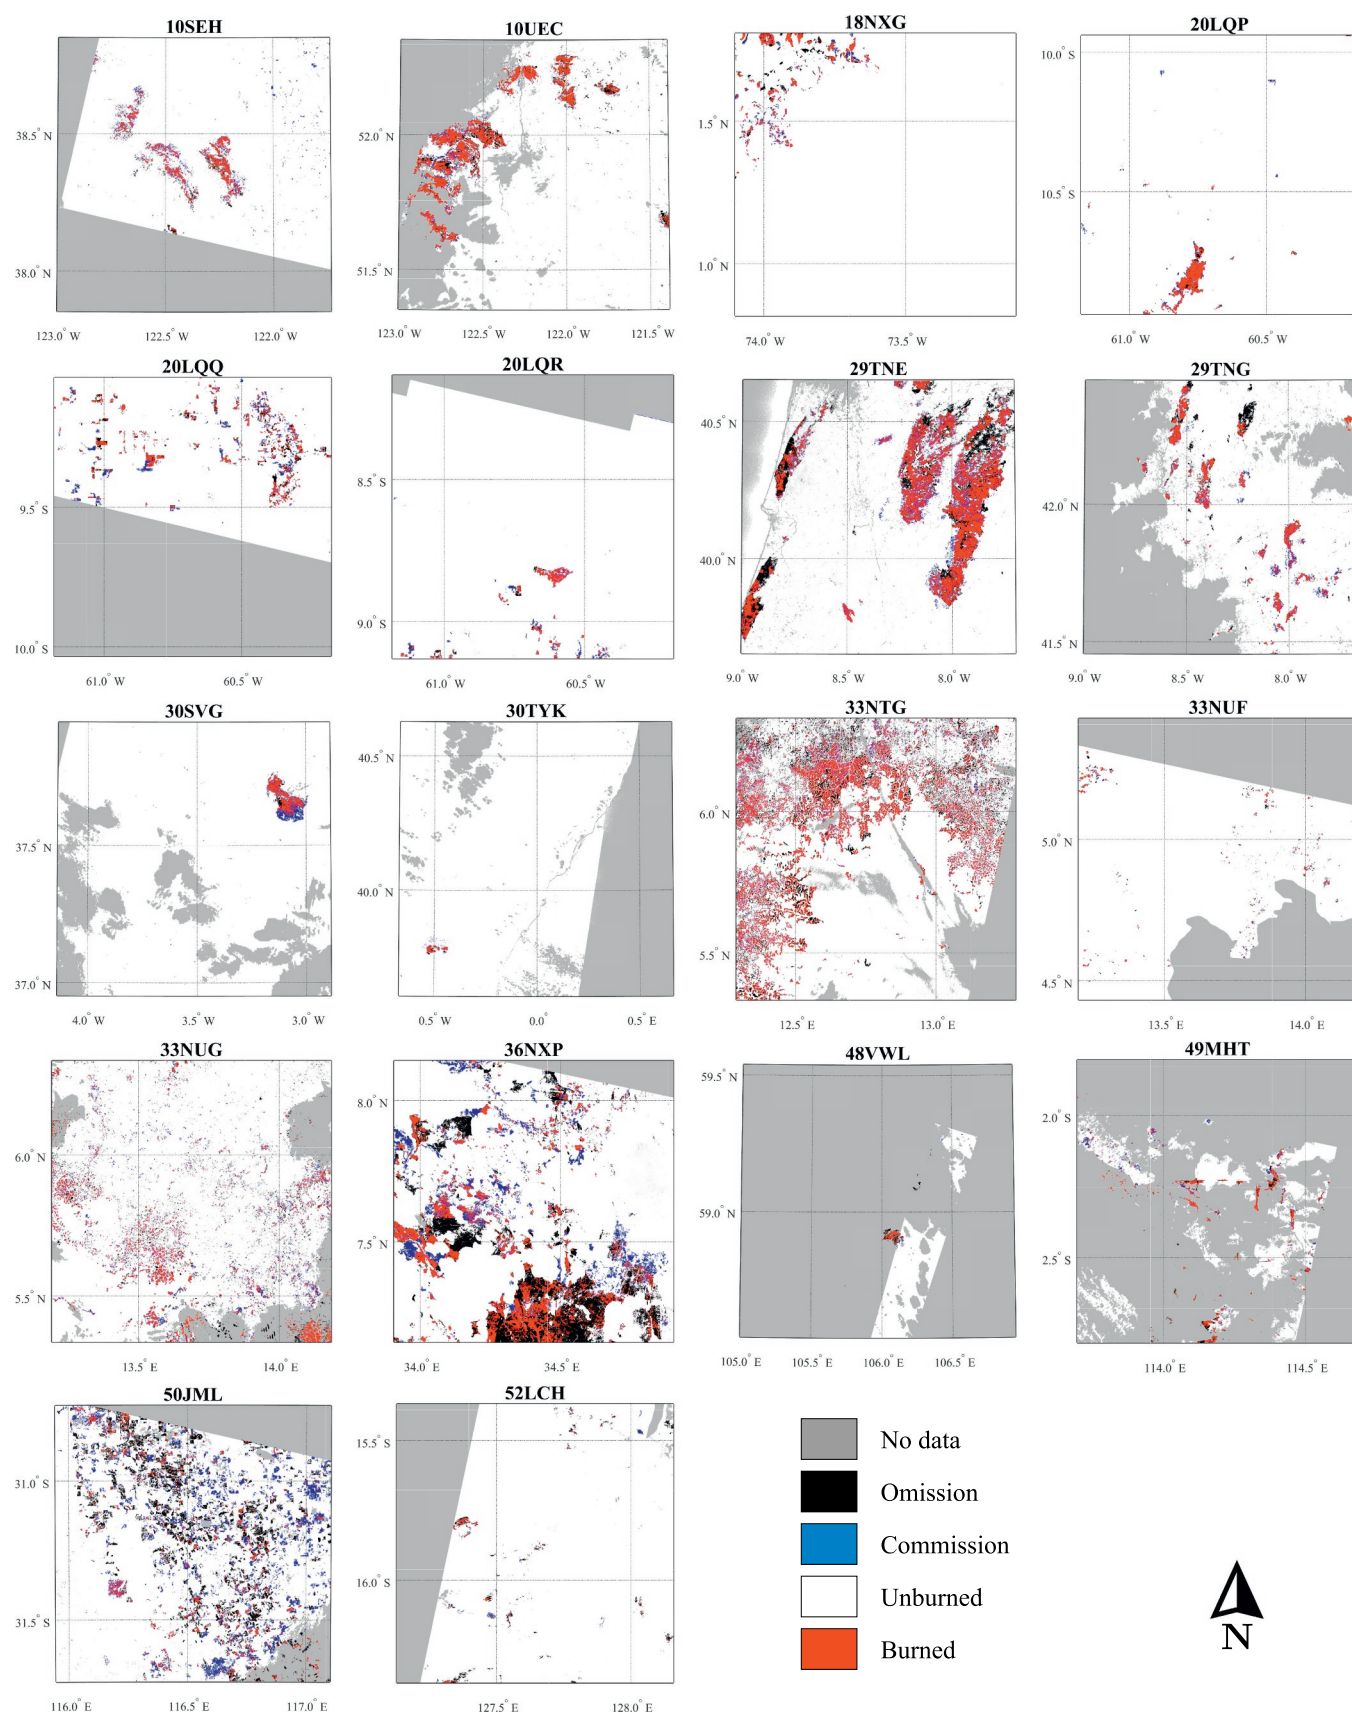 10SEH
10UEC
18NXG
20LQP
38.5° N
38.0° N
123.0° W
122.5° W
122.0° W
52.0° N
51.5° N
123.0° W
122.5° W
122.0° W
121.5° W
1.5° N
1.0° N
74.0° W
73.5° W
10.0° S
10.5° S
61.0° W
60.5° W
20LQQ
20LQR
29TNE
29TNG
9.5° S
10.0° S
61.0° W
60.5° W
8.5° S
9.0° S
61.0° W
60.5° W
40.5° N
40.0° N
9.0° W
8.5° W
8.0° W
42.0° N
41.5° N
9.0° W
8.5° W
8.0° W
30SVG
30TYK
33NTG
33NUF
37.5° N
37.0° N
4.0° W
3.5° W
3.0° W
40.5° N
40.0° N
0.5° W
0.0°
0.5° E
6.0° N
5.5° N
12.5° E
13.0° E
5.0° N
4.5° N
13.5° E
14.0° E
33NUG
36NXP
48VWL
49MHT
6.0° N
5.5° N
13.5° E
14.0° E
8.0° N
7.5° N
34.0° E
34.5° E
59.5° N
59.0° N
105.0° E
105.5° E
106.0° E
106.5° E
2.0° S
2.5° S
114.0° E
114.5° E
50JML
52LCH
31.0° S
31.5° S
116.0° E
116.5° E
117.0° E
15.5° S
16.0° S
127.5° E
128.0° E
No data
Omission
Commission
Unburned
Burned
N